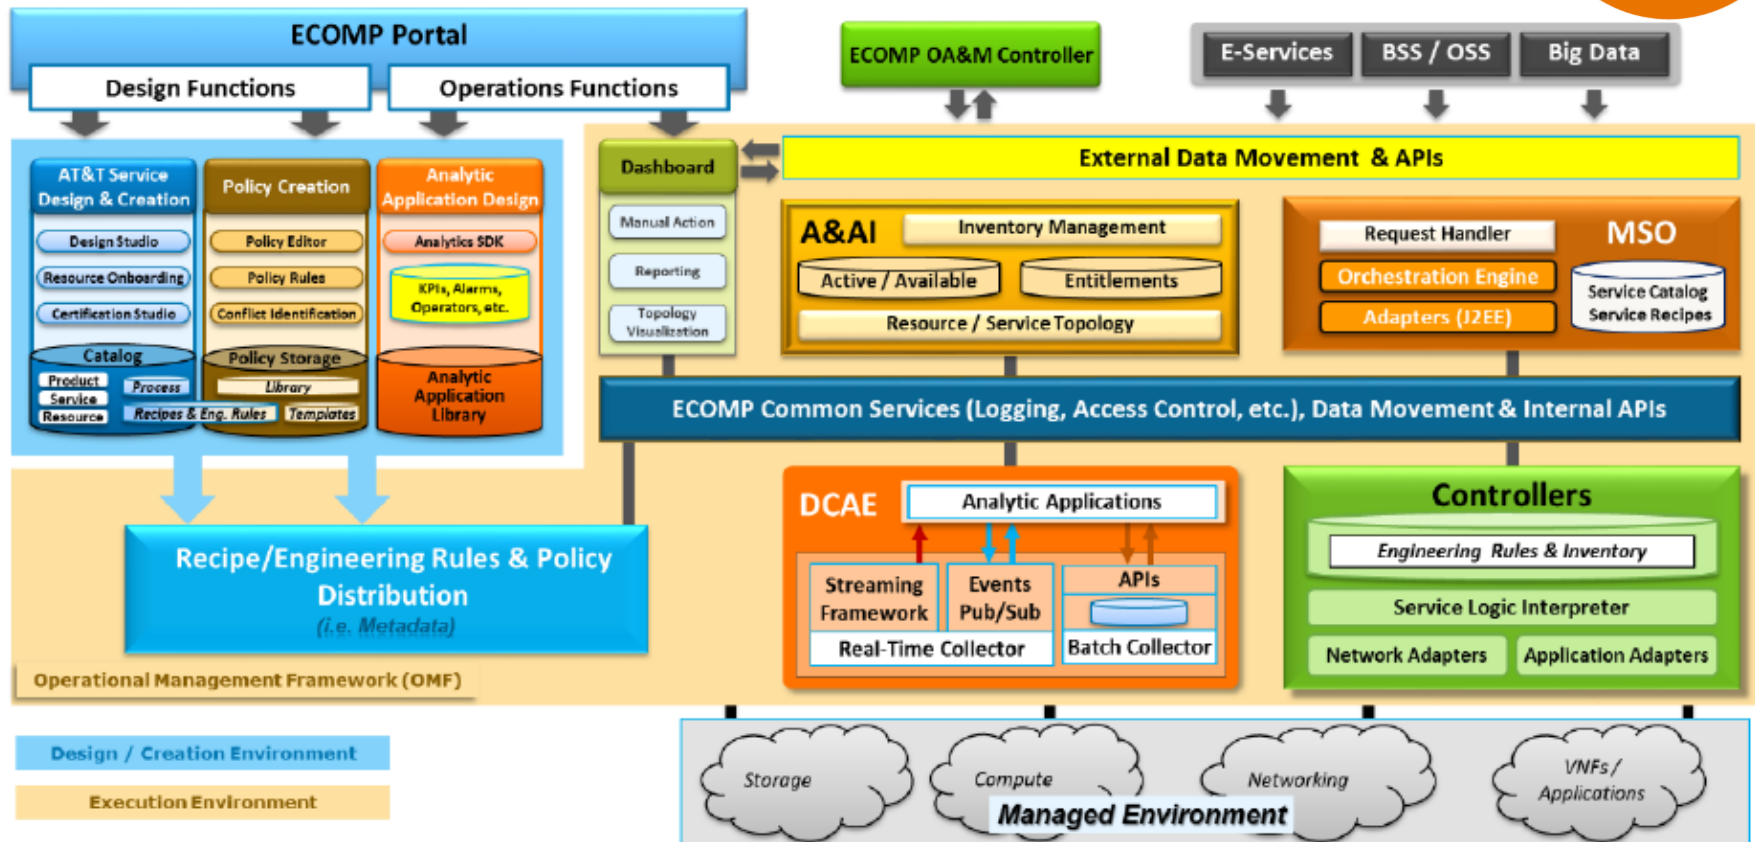 ECOMP Portal
Design Functions
Operations Functions
ECOMP OA&M Controller
E-Services
BSS / OSS
Big Data
AT&T Service
Design & Creation
Design Studio
Resource Onboarding
Certification Studio
Catalog
Product
Service
Resource
Process
Recipes & Eng. Rules
Policy Creation
Policy Editor
Policy Rules
Conflict Identification
Policy Storage
Library
Templates
Analytic
Application Design
Analytics SDK
KPIs, Alarms,
Operators, etc.
Analytic
Application
Library
Dashboard
Manual Action
Reporting
Topology
Visualization
External Data Movement & APIs
A&AI
Inventory Management
Active / Available
Entitlements
Resource / Service Topology
Request Handler
MSO
Orchestration Engine
Adapters (J2EE)
Service Catalog
Service Recipes
ECOMP Common Services (Logging, Access Control, etc.), Data Movement & Internal APIs
Recipe/Engineering Rules & Policy
Distribution
(i.e. Metadata)
DCAE
Analytic Applications
Streaming
Framework
Events
Pub/Sub
APIs
Real-Time Collector
Batch Collector
Controllers
Engineering Rules & Inventory
Service Logic Interpreter
Network Adapters
Application Adapters
Operational Management Framework (OMF)
Design / Creation Environment
Execution Environment
Storage
Compute
Networking
VNFs /
Applications
Managed Environment